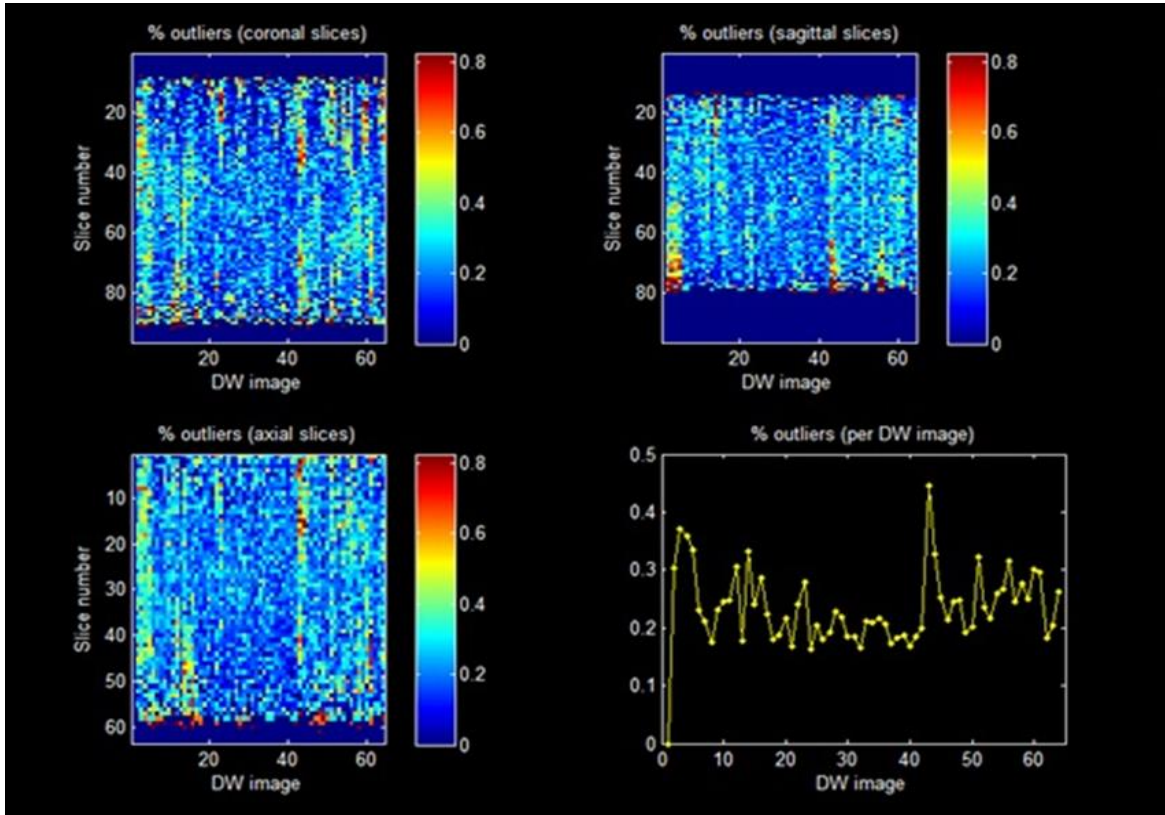 % outliers (coronal slices)
Slice number
20
40
60
80
20 40 60
DW image
0.8
0.6
0.4
0.2
0
% outliers (sagittal slices)
Slice number
20
40
60
80
20 40 60
DW image
0.8
0.6
0.4
0.2
0
% outliers (axial slices)
Slice number
10
20
30
40
50
60
20 40 60
DW image
0.8
0.6
0.4
0.2
0
% outliers (per DW image)
0.5
0.4
0.3
0.2
0.1
0
0 10 20 30 40 50 60
DW image